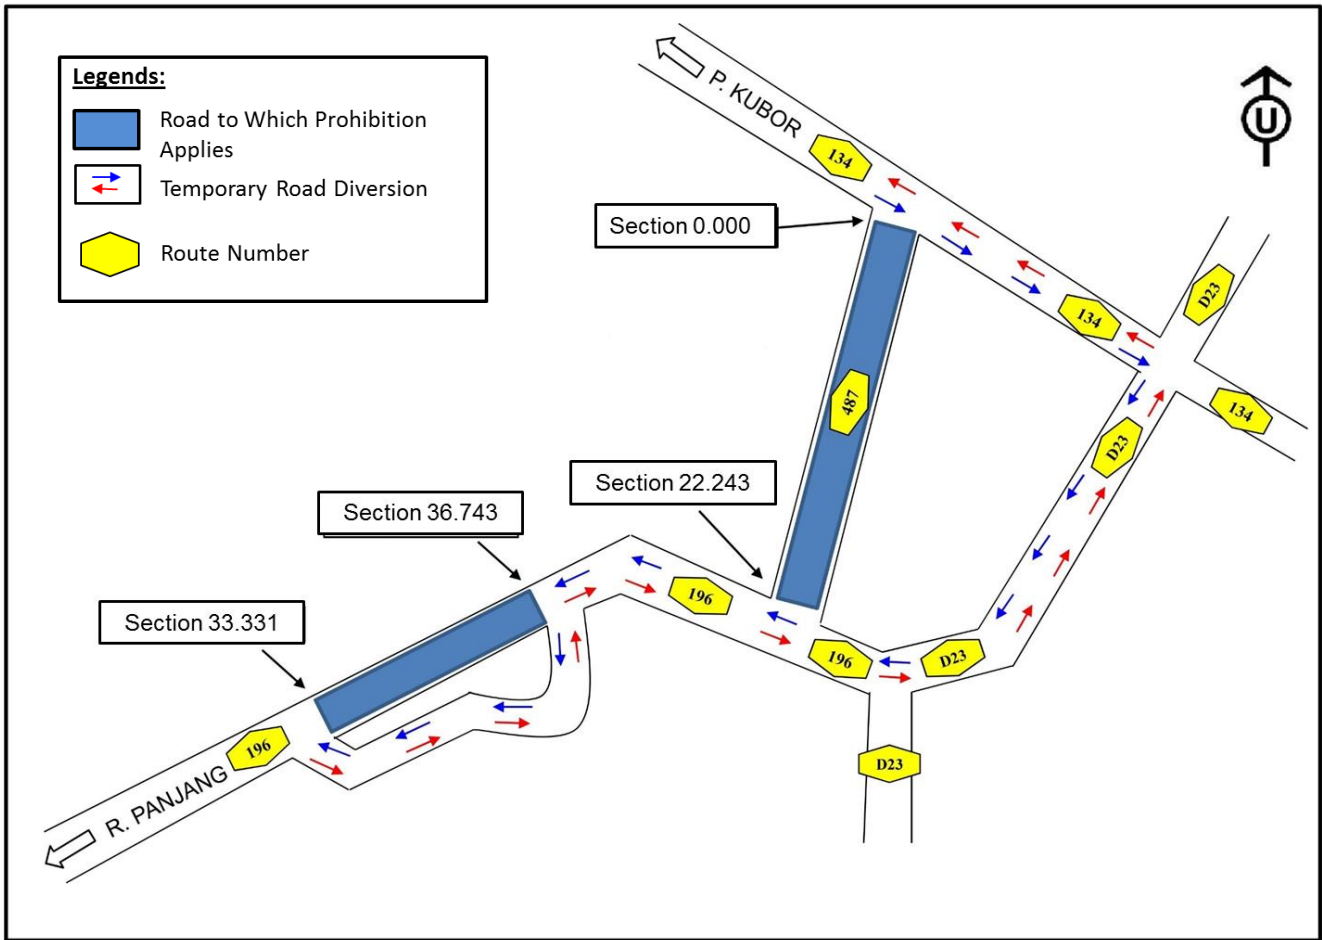 Legends:
Road to Which Prohibition
Applies
Temporary Road Diversion
Route Number
P. KUBOR
134
U
Section 0.000
D23
134
134
487
D23
Section 22.243
Section 36.743
196
Section 33.331
196
D23
196
D23
R. PANJANG